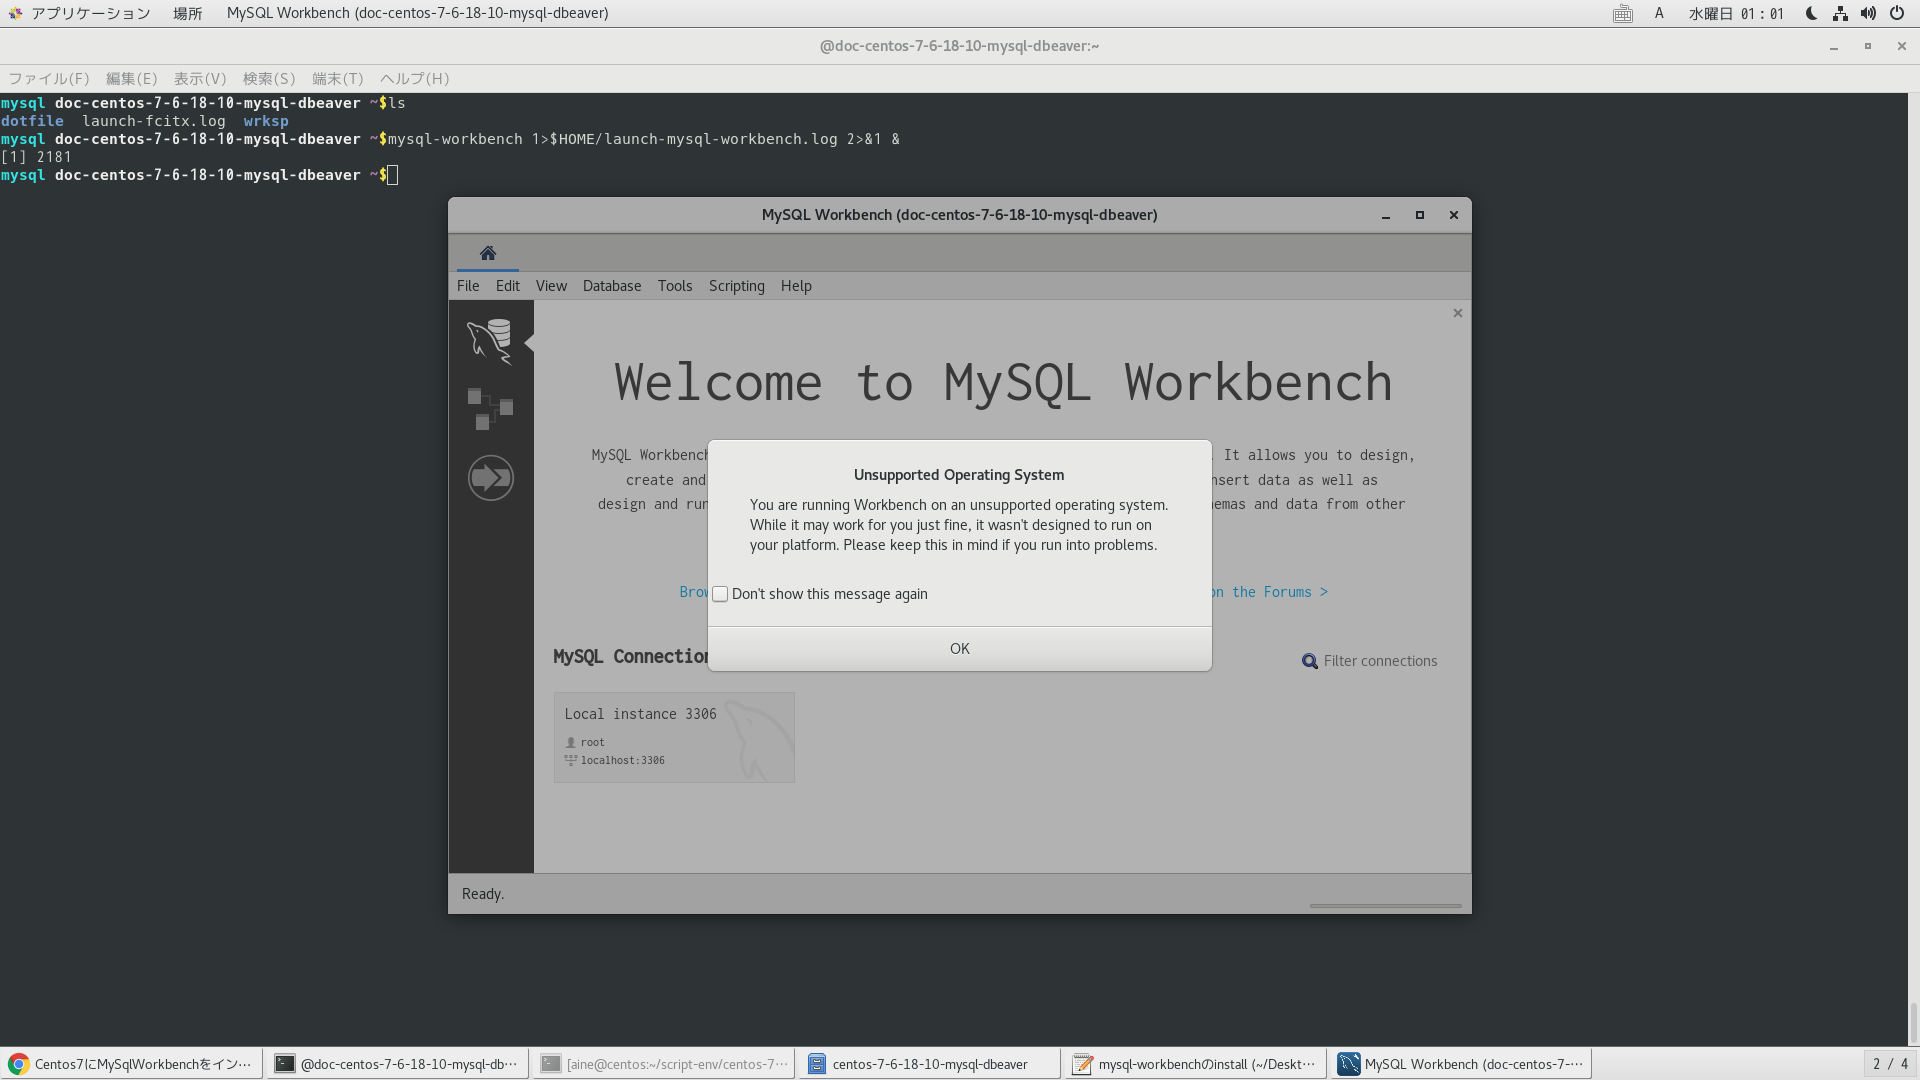 アプリケーション 場所 MySQL Workbench (doc-centos-7-6-18-10-mysql-dbeaver) A 水曜日 01：01
@doc-centos-7-6-18-10-mysql-dbeaver:~
ファイル(F) 編集(E) 表示(V) 検索(S) 端末(T) ヘルプ(H)
mysql doc-centos-7-6-18-10-mysql-dbeaver ~$ls
dotfile launch-fcitx.log wrksp
mysql doc-centos-7-6-18-10-mysql-dbeaver ~$mysql-workbench 1>$HOME/launch-mysql-workbench.log 2>&1 &
[1] 2181
mysql doc-centos-7-6-18-10-mysql-dbeaver ~$
MySQL Workbench (doc-centos-7-6-18-10-mysql-dbeaver)
File Edit View Database Tools Scripting Help
Welcome to MySQL Workbench
MySQL Workbench . It allows you to design,
create and nsert data as well as
design and run emas and data from other
Unsupported Operating System
You are running Workbench on an unsupported operating system.
While it may work for you just fine, it wasn't designed to run on
your platform. Please keep this in mind if you run into problems.
Don't show this message again
OK
Brow on the Forums >
MySQL Connection Filter connections
Local instance 3306
root
localhost:3306
Ready.
Centos7にMySqlWorkbenchをイン… @doc-centos-7-6-18-10-mysql-db… [aine@centos:~/script-env/centos-7… centos-7-6-18-10-mysql-dbeaver mysql-workbenchのinstall (~/Deskt… MySQL Workbench (doc-centos-7-… 2 / 4